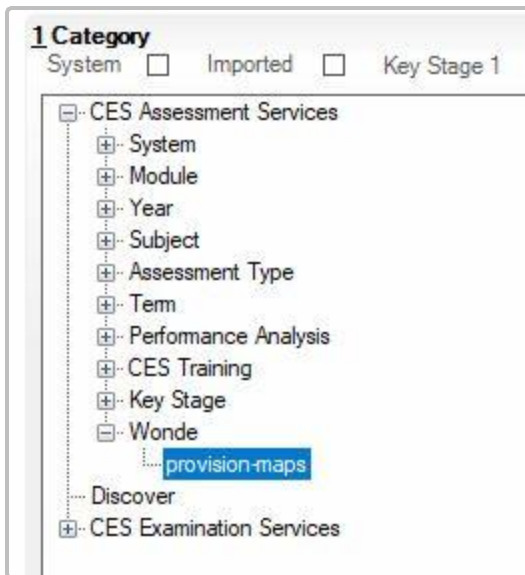 1 Category
System Imported Key Stage 1
CES Assessment Services
System
Module
Year
Subject
Assessment Type
Term
Performance Analysis
CES Training
Key Stage
Wonde
provision-maps
Discover
CES Examination Services